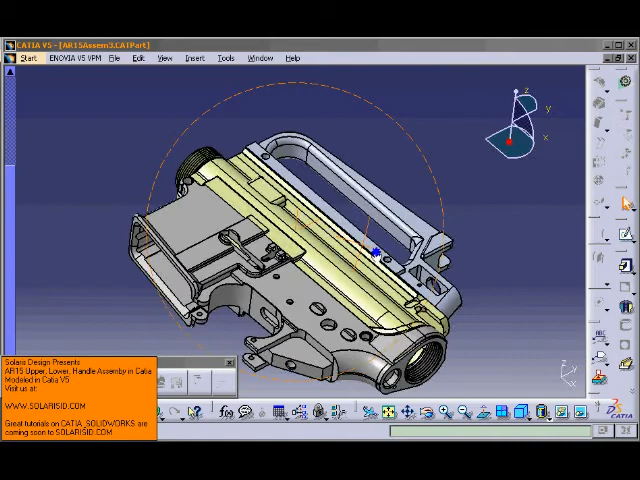 CATIA V5 - [AR15Assem3.CATPart]
Start ENOVIA V5 VPM File Edit View Insert Tools Window Help
z
y
x
Solaris Design Presents
AR15 Upper, Lower, Handle Assemby in Catia
Modeled in Catia V5
Visit us at:
WWW.SOLARISID.COM
Great tutorials on CATIA, SOLIDWORKS are
coming soon to SOLARISID.COM
ABC
f(x)